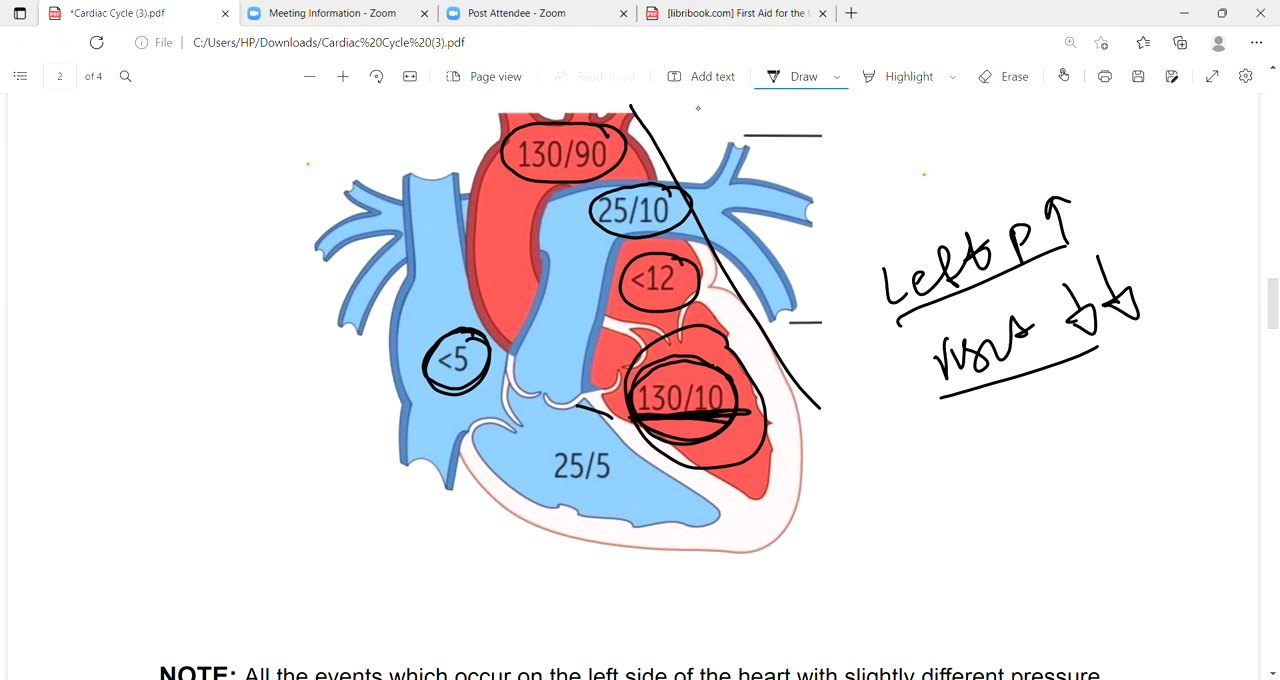 *Cardiac Cycle (3).pdf
Meeting Information - Zoom
Post Attendee - Zoom
[libribook.com] First Aid for the
File
C:/Users/HP/Downloads/Cardiac%20Cycle%20(3).pdf
2 of 4
Page view
Read aloud
Add text
Draw
Highlight
Erase
130/90
25/10
<12
<5
130/10
25/5
Left P ↑
NOTE: All the events which occur on the left side of the heart with slightly different pressure